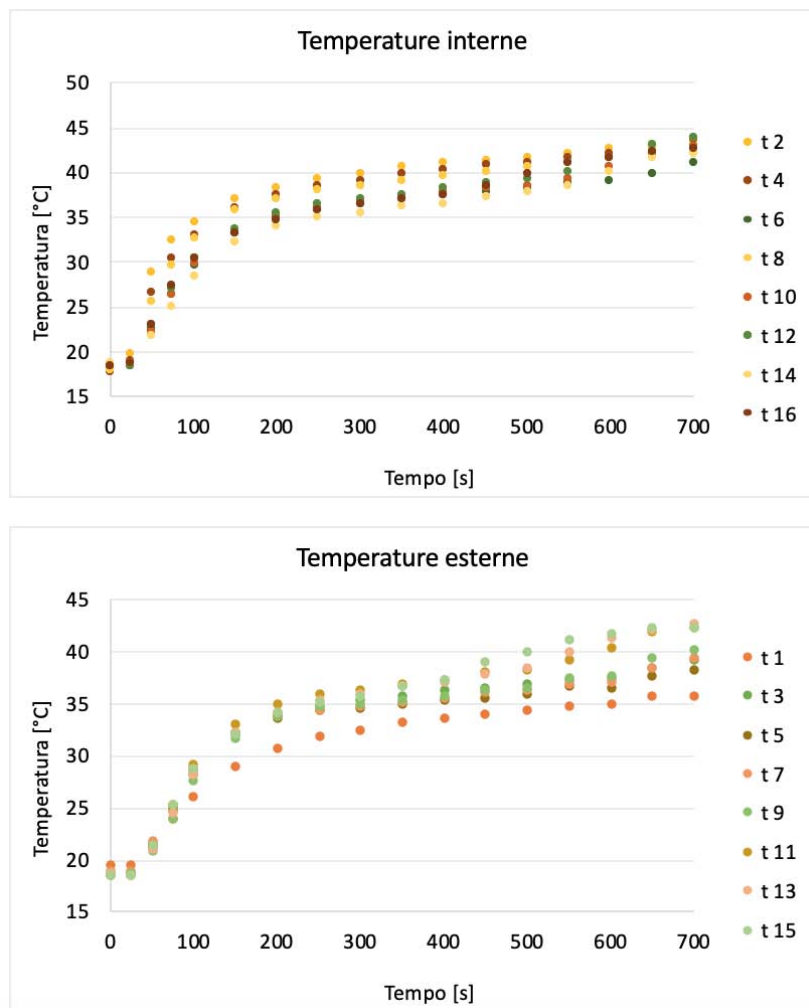 Temperature interne
50
45
40
35
30
25
20
15
Temperatura [°C]
0 100 200 300 400 500 600 700
Tempo [s]
t 2
t 4
t 6
t 8
t 10
t 12
t 14
t 16
Temperature esterne
45
40
35
30
25
20
15
Temperatura [°C]
0 100 200 300 400 500 600 700
Tempo [s]
t 1
t 3
t 5
t 7
t 9
t 11
t 13
t 15